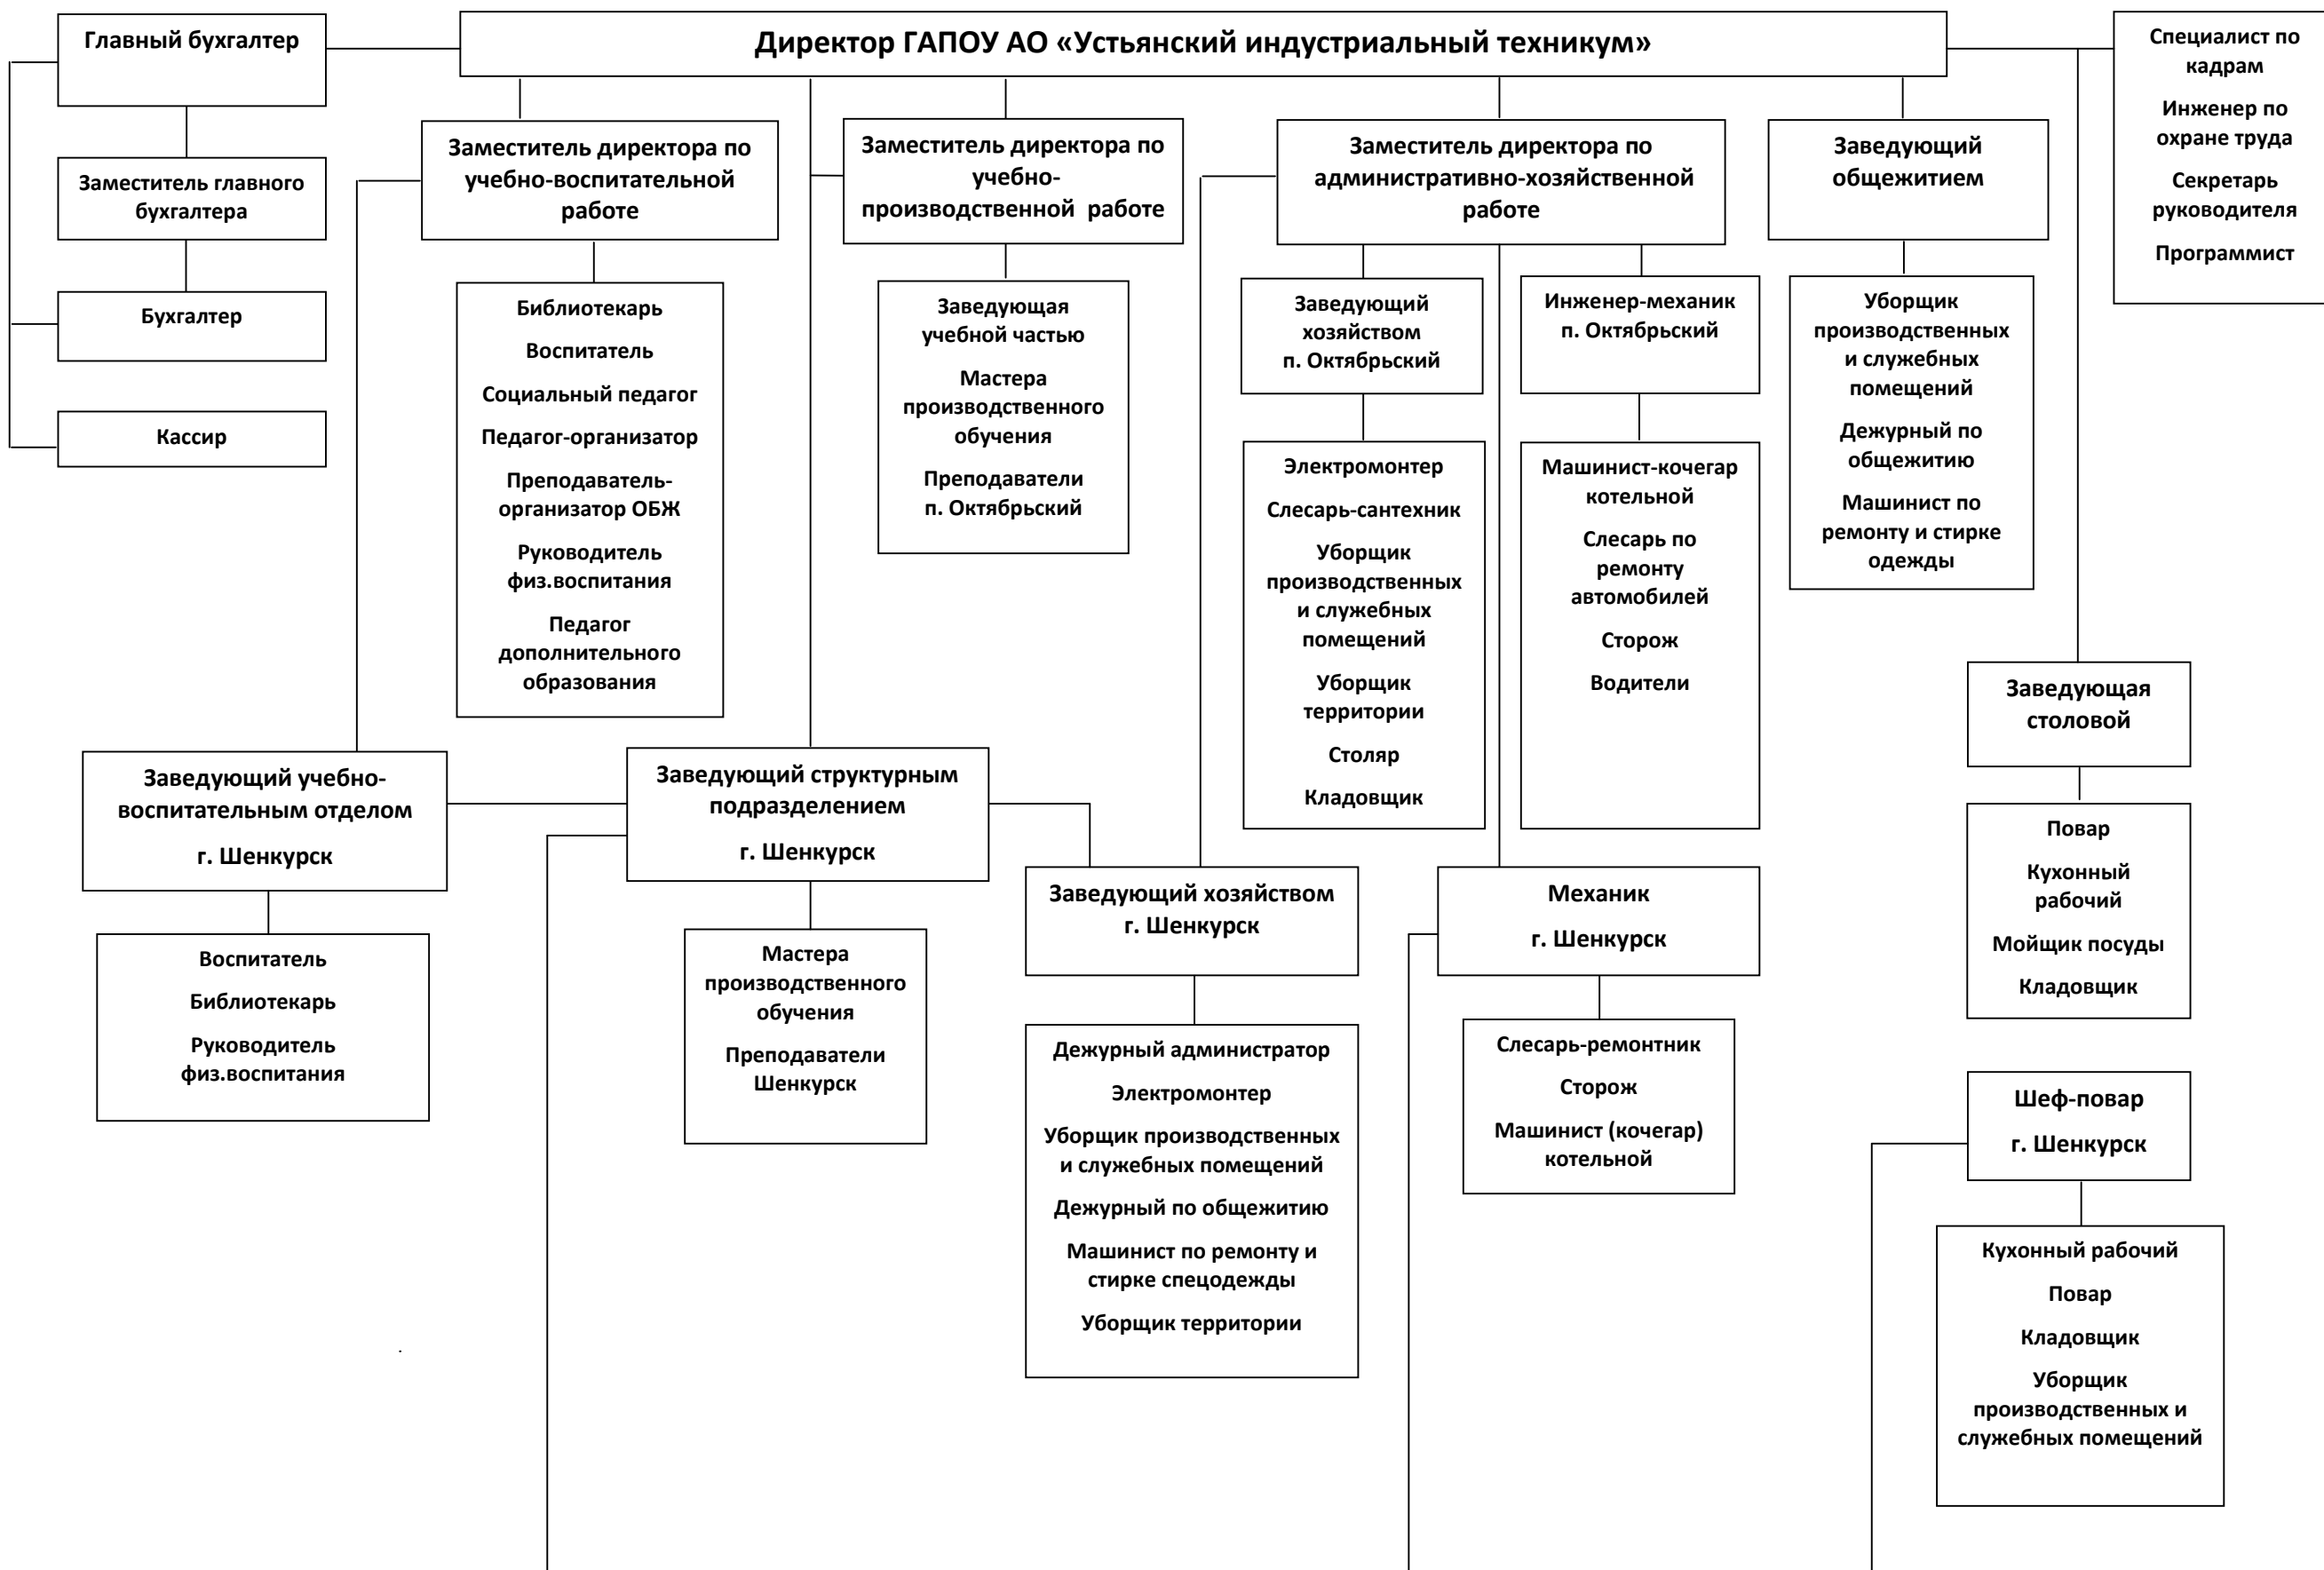 Главный бухгалтер
Директор ГАПОУ АО «Устьянский индустриальный техникум»
Специалист по
кадрам
Инженер по
охране труда
Секретарь
руководителя
Программист
Заместитель главного
бухгалтера
Бухгалтер
Кассир
Заместитель директора по
учебно-воспитательной
работе
Заместитель директора по
учебно-
производственной работе
Заместитель директора по
административно-хозяйственной
работе
Заведующий
общежитием
Библиотекарь
Воспитатель
Социальный педагог
Педагог-организатор
Преподаватель-
организатор ОБЖ
Руководитель
физ.воспитания
Педагог
дополнительного
образования
Заведующая
учебной частью
Мастера
производственного
обучения
Преподаватели
п. Октябрьский
Заведующий
хозяйством
п. Октябрьский
Инженер-механик
п. Октябрьский
Уборщик
производственных
и служебных
помещений
Дежурный по
общежитию
Машинист по
ремонту и стирке
одежды
Электромонтер
Слесарь-сантехник
Уборщик
производственных
и служебных
помещений
Уборщик
территории
Столяр
Кладовщик
Машинист-кочегар
котельной
Слесарь по
ремонту
автомобилей
Сторож
Водители
Заведующая
столовой
Заведующий учебно-
воспитательным отделом
г. Шенкурск
Заведующий структурным
подразделением
г. Шенкурск
Заведующий хозяйством
г. Шенкурск
Механик
г. Шенкурск
Повар
Кухонный
рабочий
Мойщик посуды
Кладовщик
Воспитатель
Библиотекарь
Руководитель
физ.воспитания
Мастера
производственного
обучения
Преподаватели
Шенкурск
Дежурный администратор
Электромонтер
Уборщик производственных
и служебных помещений
Дежурный по общежитию
Машинист по ремонту и
стирке спецодежды
Уборщик территории
Слесарь-ремонтник
Сторож
Машинист (кочегар)
котельной
Шеф-повар
г. Шенкурск
Кухонный рабочий
Повар
Кладовщик
Уборщик
производственных и
служебных помещений